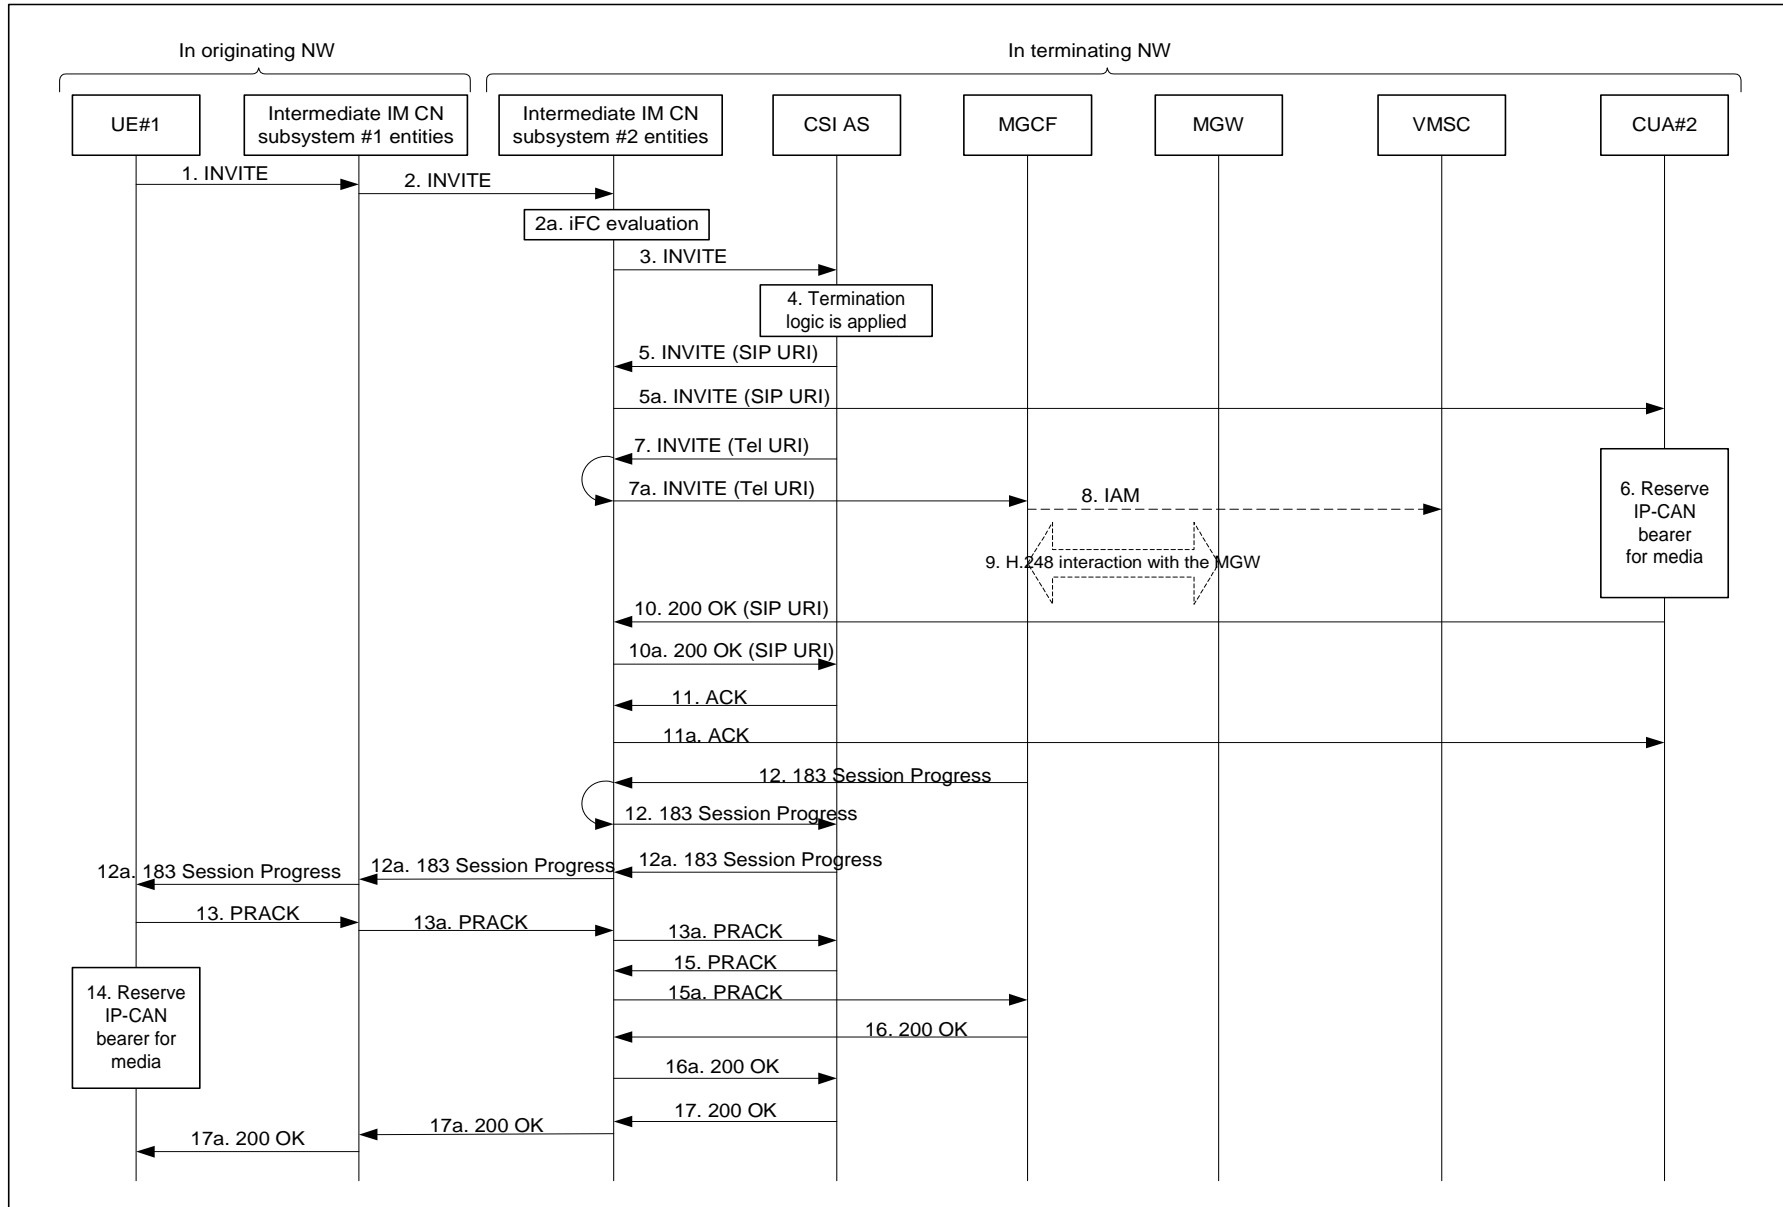 In originating NW
In terminating NW
UE#1
Intermediate IM CN
subsystem #1 entities
Intermediate IM CN
subsystem #2 entities
CSI AS
MGCF
MGW
VMSC
CUA#2
1. INVITE
2. INVITE
2a. iFC evaluation
3. INVITE
4. Termination
logic is applied
5. INVITE (SIP URI)
5a. INVITE (SIP URI)
7. INVITE (Tel URI)
7a. INVITE (Tel URI)
8. IAM
6. Reserve
IP-CAN
bearer
for media
9. H.248 interaction with the MGW
10. 200 OK (SIP URI)
10a. 200 OK (SIP URI)
11. ACK
11a. ACK
12. 183 Session Progress
12. 183 Session Progress
12a. 183 Session Progress
12a. 183 Session Progress
12a. 183 Session Progress
13. PRACK
13a. PRACK
13a. PRACK
15. PRACK
14. Reserve
IP-CAN
bearer for
media
15a. PRACK
16. 200 OK
16a. 200 OK
17. 200 OK
17a. 200 OK
17a. 200 OK